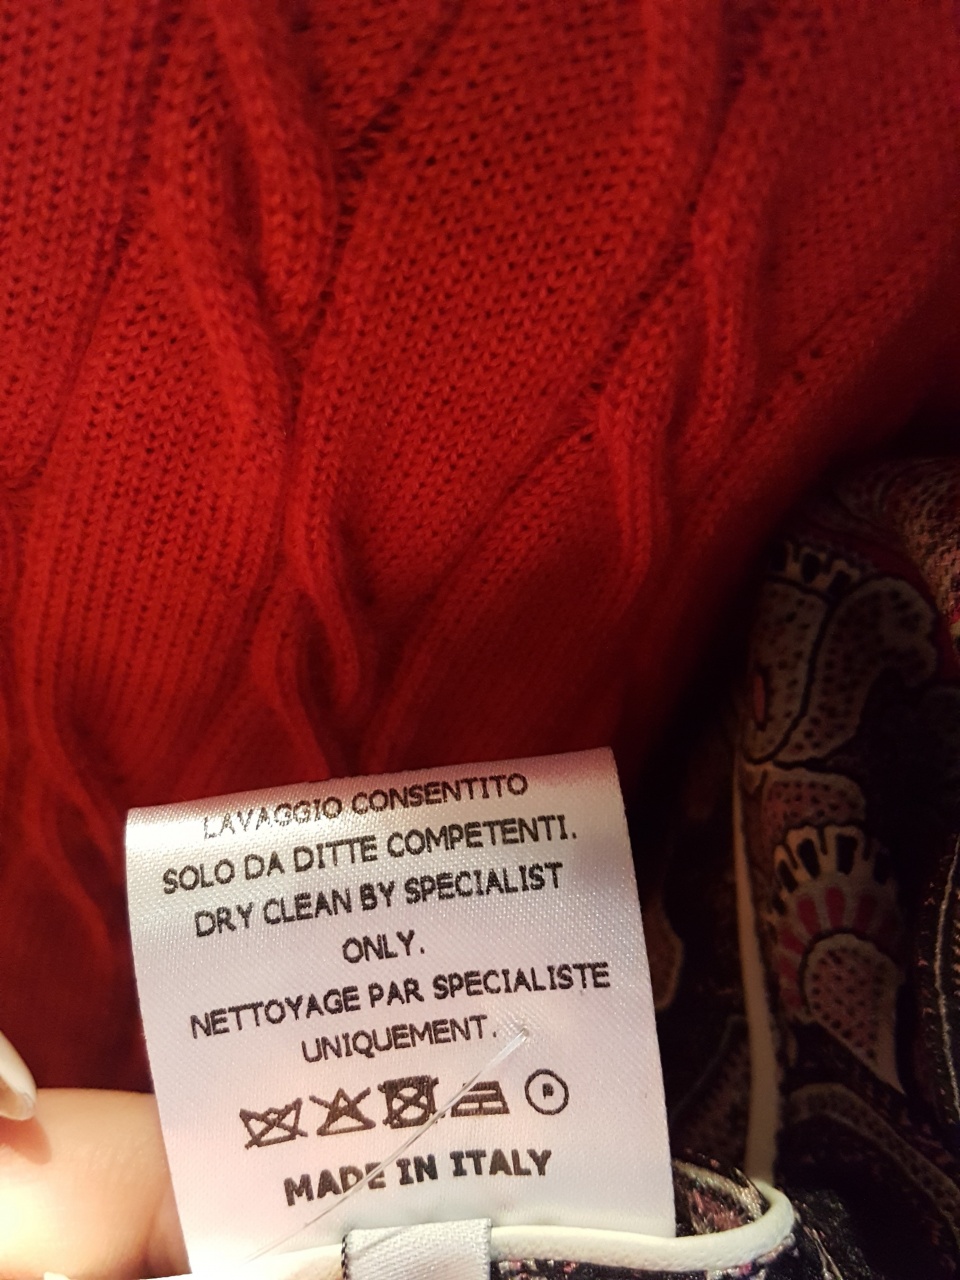 LAVAGGIO CONSENTITO
SOLO DA DITTE COMPETENTI.
DRY CLEAN BY SPECIALIST
ONLY.
NETTOYAGE PAR SPECIALISTE
UNIQUEMENT.
P
MADE IN ITALY